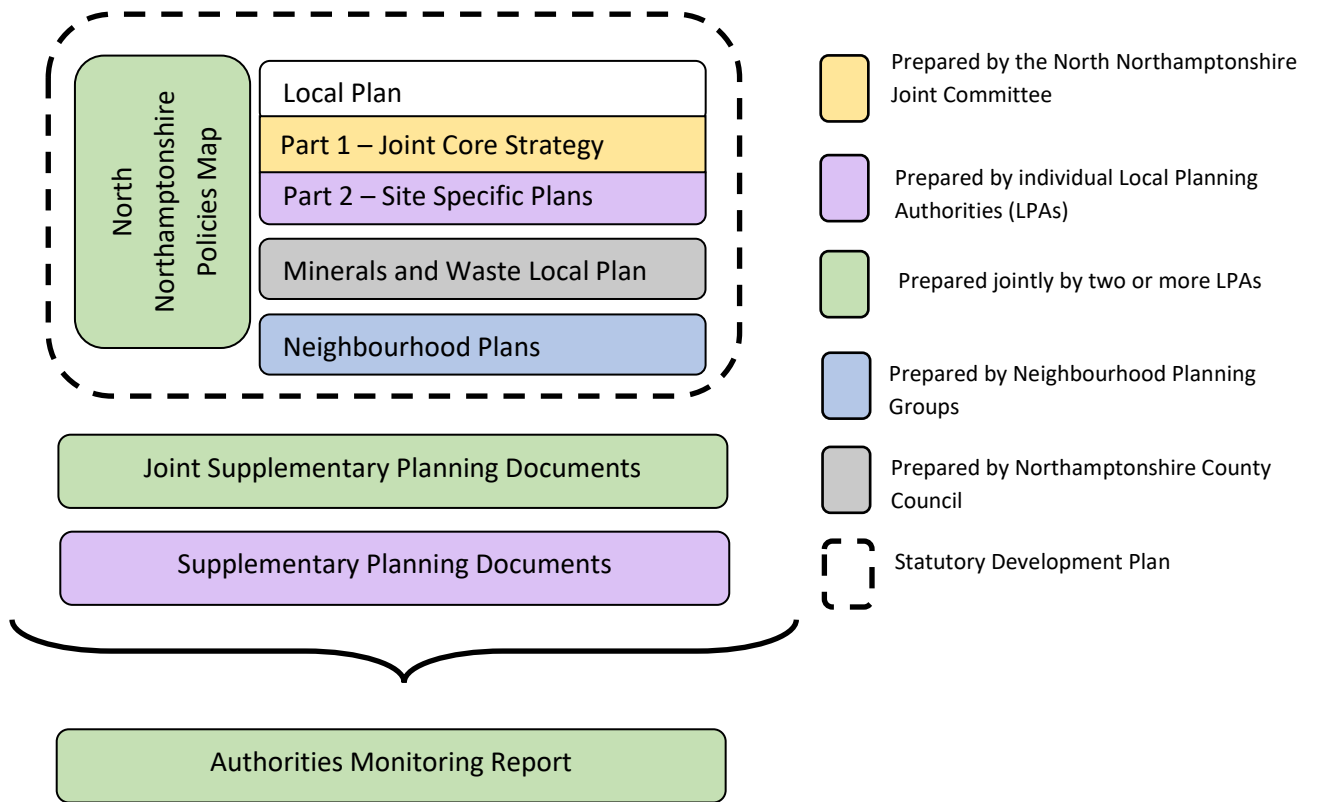 North
Northamptonshire
Policies Map
Local Plan
Part 1 – Joint Core Strategy
Part 2 – Site Specific Plans
Minerals and Waste Local Plan
Neighbourhood Plans
Joint Supplementary Planning Documents
Supplementary Planning Documents
Authorities Monitoring Report
Prepared by the North Northamptonshire
Joint Committee
Prepared by individual Local Planning
Authorities (LPAs)
Prepared jointly by two or more LPAs
Prepared by Neighbourhood Planning
Groups
Prepared by Northamptonshire County
Council
Statutory Development Plan